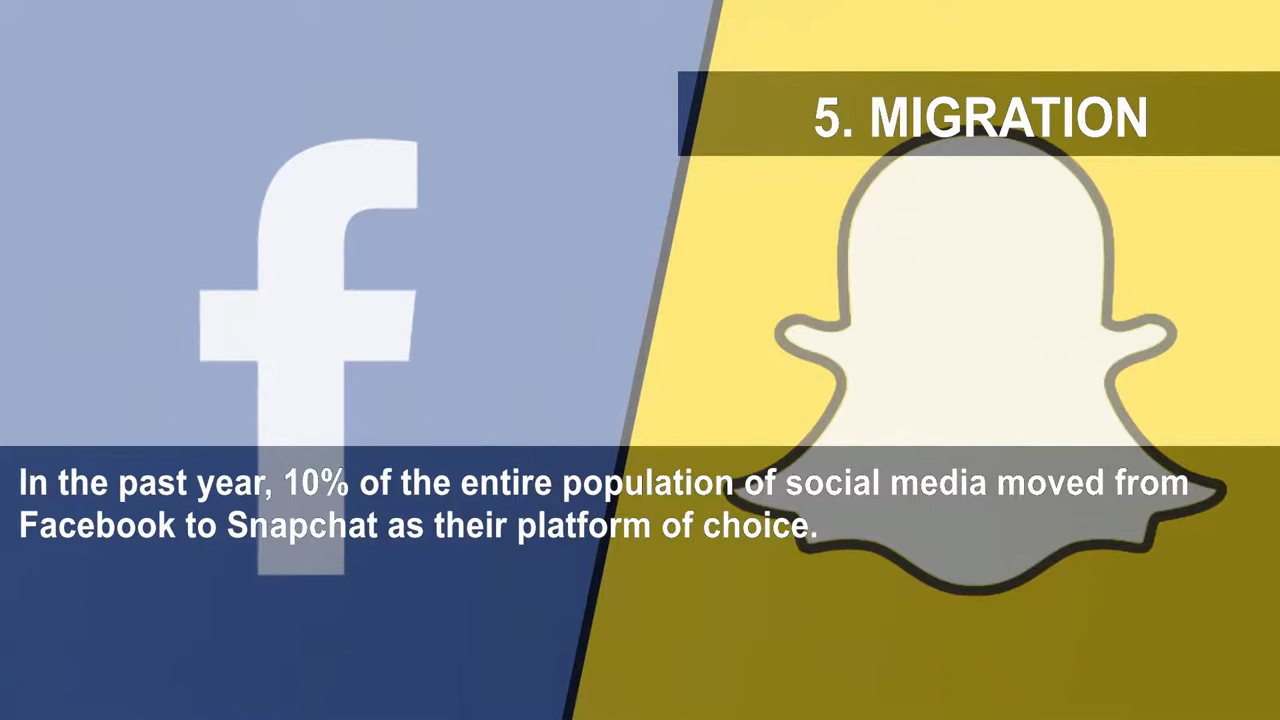 5. MIGRATION
In the past year, 10% of the entire population of social media moved from
Facebook to Snapchat as their platform of choice.